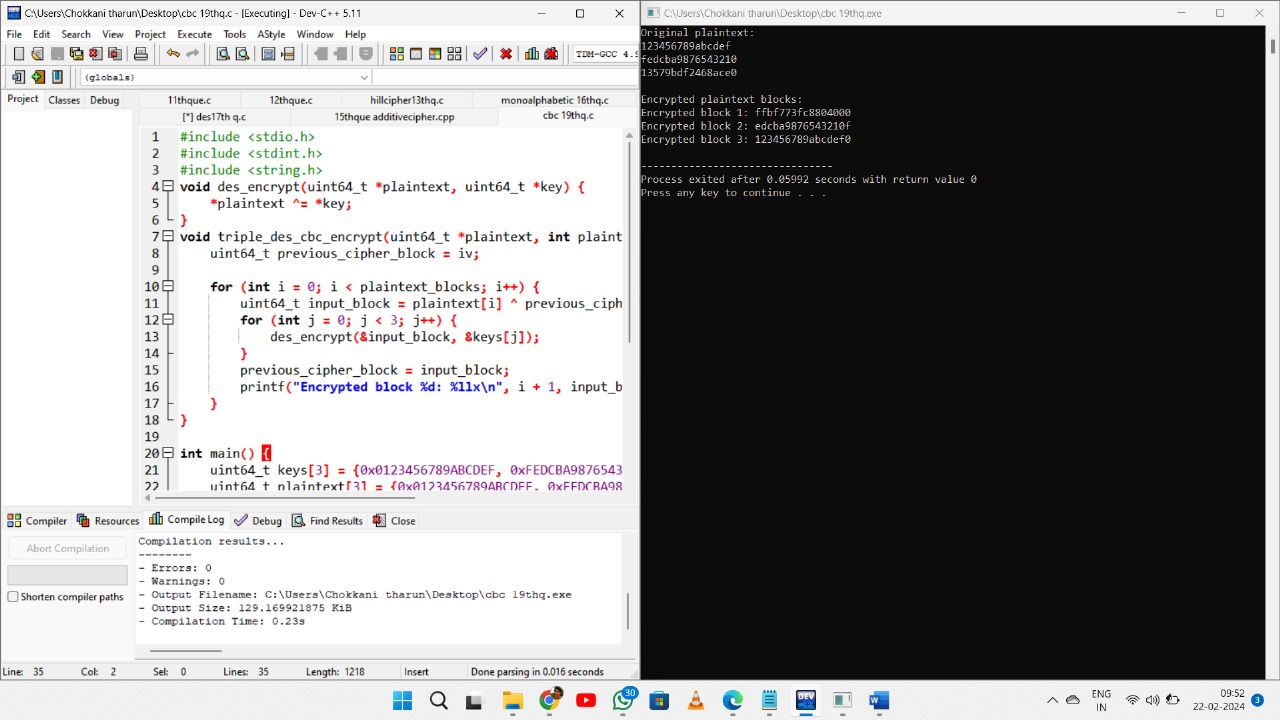 C:\Users\Chokkani tharun\Desktop\cbc 19thq.c - [Executing] - Dev-C++ 5.11
File Edit Search View Project Execute Tools AStyle Window Help
TDM-GCC 4.9
(globals)
Project Classes Debug
11thque.c 12thque.c hillcipher13thq.c monoalphabetic 16thq.c
[*] des17th q.c 15thque additivecipher.cpp cbc 19thq.c
1 #include <stdio.h>
2 #include <stdint.h>
3 #include <string.h>
4 void des_encrypt(uint64_t *plaintext, uint64_t *key) {
5 *plaintext ^= *key;
6 }
7 void triple_des_cbc_encrypt(uint64_t *plaintext, int plaint
8 uint64_t previous_cipher_block = iv;
9
10 for (int i = 0; i < plaintext_blocks; i++) {
11 uint64_t input_block = plaintext[i] ^ previous_ciph
12 for (int j = 0; j < 3; j++) {
13 des_encrypt(&input_block, &keys[j]);
14 }
15 previous_cipher_block = input_block;
16 printf("Encrypted block %d: %llx\n", i + 1, input_b
17 }
18 }
19
20 int main() {
21 uint64_t keys[3] = {0x0123456789ABCDEF, 0xFEDCBA9876543
22 uint64_t plaintext[3] = {0x0123456789ABCDEF, 0xFEDCBA98
Compiler Resources Compile Log Debug Find Results Close
Abort Compilation
Shorten compiler paths
Compilation results...
--------
- Errors: 0
- Warnings: 0
- Output Filename: C:\Users\Chokkani tharun\Desktop\cbc 19thq.exe
- Output Size: 129.169921875 KiB
- Compilation Time: 0.23s
Line: 35 Col: 2 Sel: 0 Lines: 35 Length: 1218 Insert Done parsing in 0.016 seconds
C:\Users\Chokkani tharun\Desktop\cbc 19thq.exe
Original plaintext:
123456789abcdef
fedcba9876543210
13579bdf2468ace0
Encrypted plaintext blocks:
Encrypted block 1: ffbf773fc8804000
Encrypted block 2: edcba9876543210f
Encrypted block 3: 123456789abcdef0
--------------------------------
Process exited after 0.05992 seconds with return value 0
Press any key to continue . . .
30
DEV
ENG
IN
09:52
22-02-2024
3